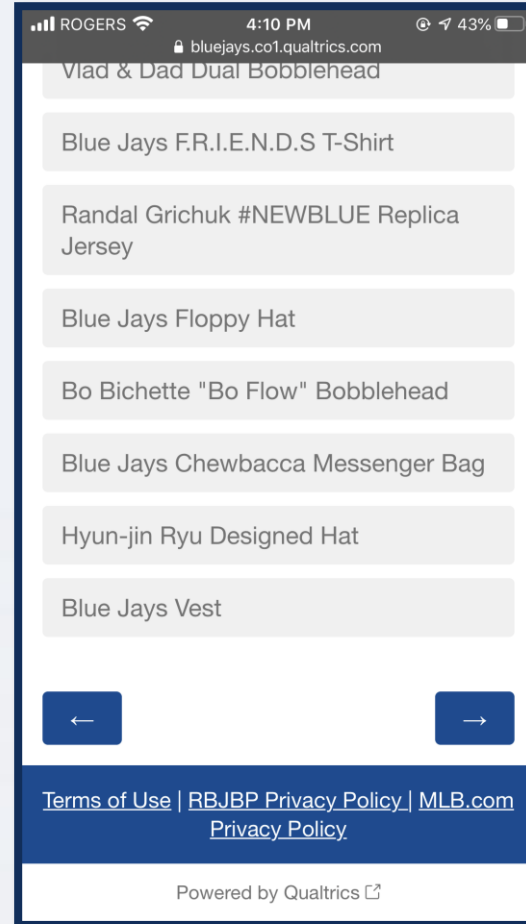 ROGERS 4:10 PM 43%
bluejays.co1.qualtrics.com
Vlad & Dad Dual Bobblehead
Blue Jays F.R.I.E.N.D.S T-Shirt
Randal Grichuk #NEWBLUE Replica
Jersey
Blue Jays Floppy Hat
Bo Bichette "Bo Flow" Bobblehead
Blue Jays Chewbacca Messenger Bag
Hyun-jin Ryu Designed Hat
Blue Jays Vest
← →
Terms of Use | RBJBP Privacy Policy | MLB.com
Privacy Policy
Powered by Qualtrics